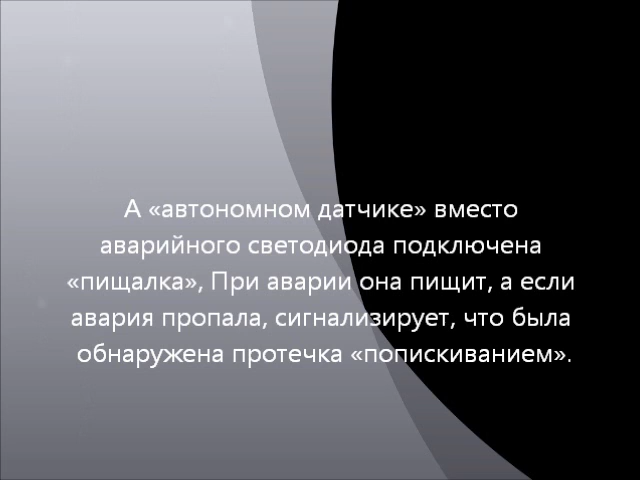 А «автономном датчике» вместо
аварийного светодиода подключена
«пищалка», При аварии она пищит, а если
авария пропала, сигнализирует, что была
обнаружена протечка «попискиванием».